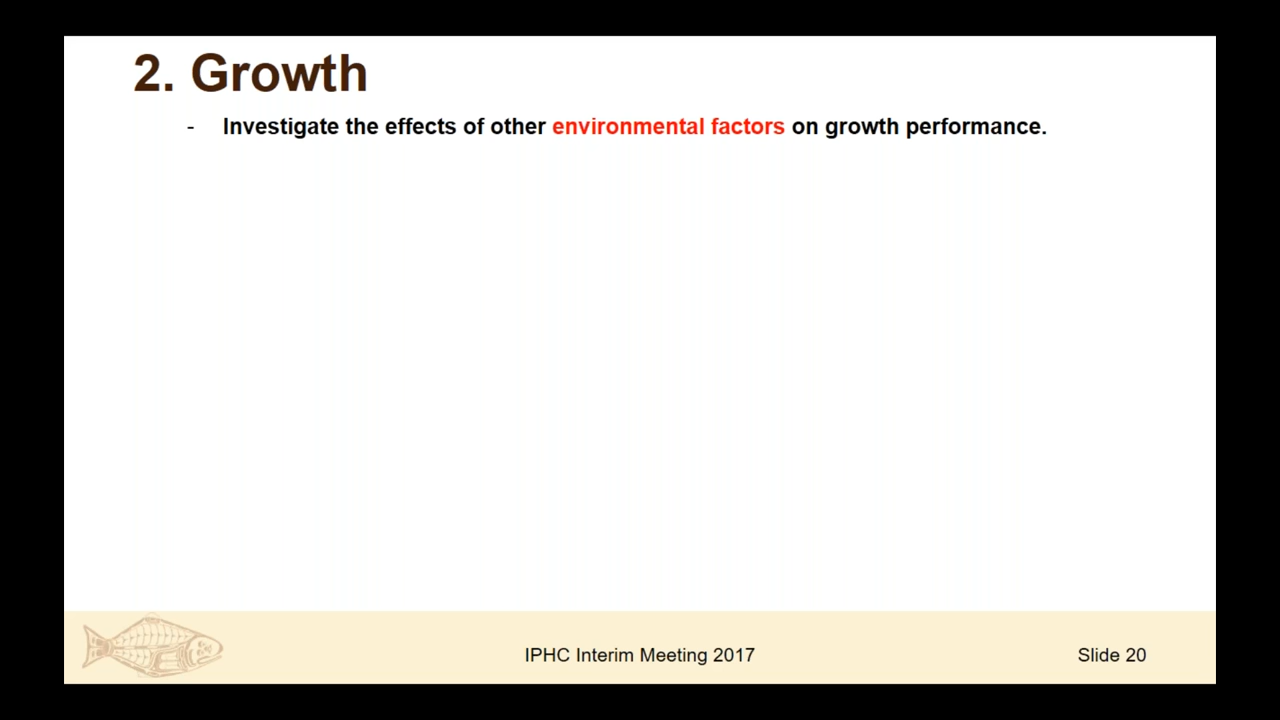 2. Growth
- Investigate the effects of other environmental factors on growth performance.
IPHC Interim Meeting 2017
Slide 20